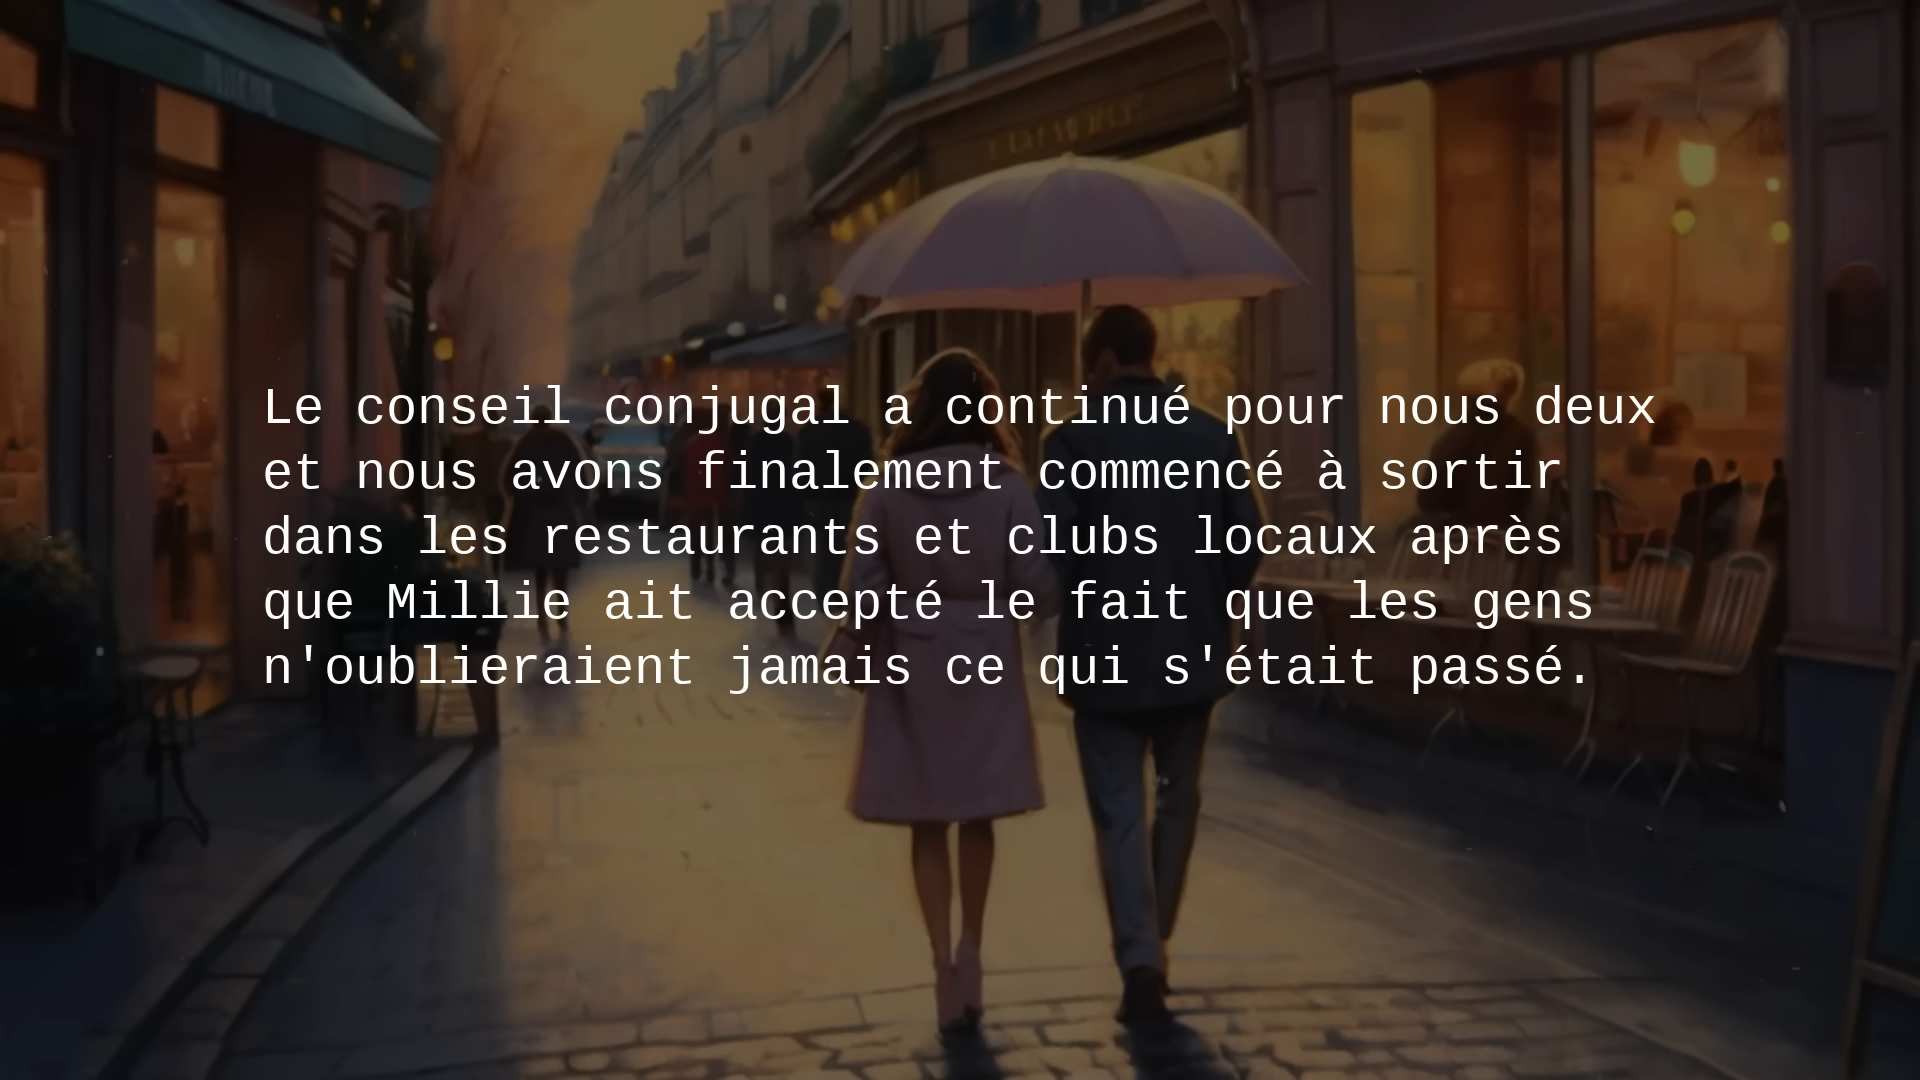 Le conseil conjugal a continué pour nous deux
et nous avons finalement commencé à sortir
dans les restaurants et clubs locaux après
que Millie ait accepté le fait que les gens
n'oublieraient jamais ce qui s'était passé.